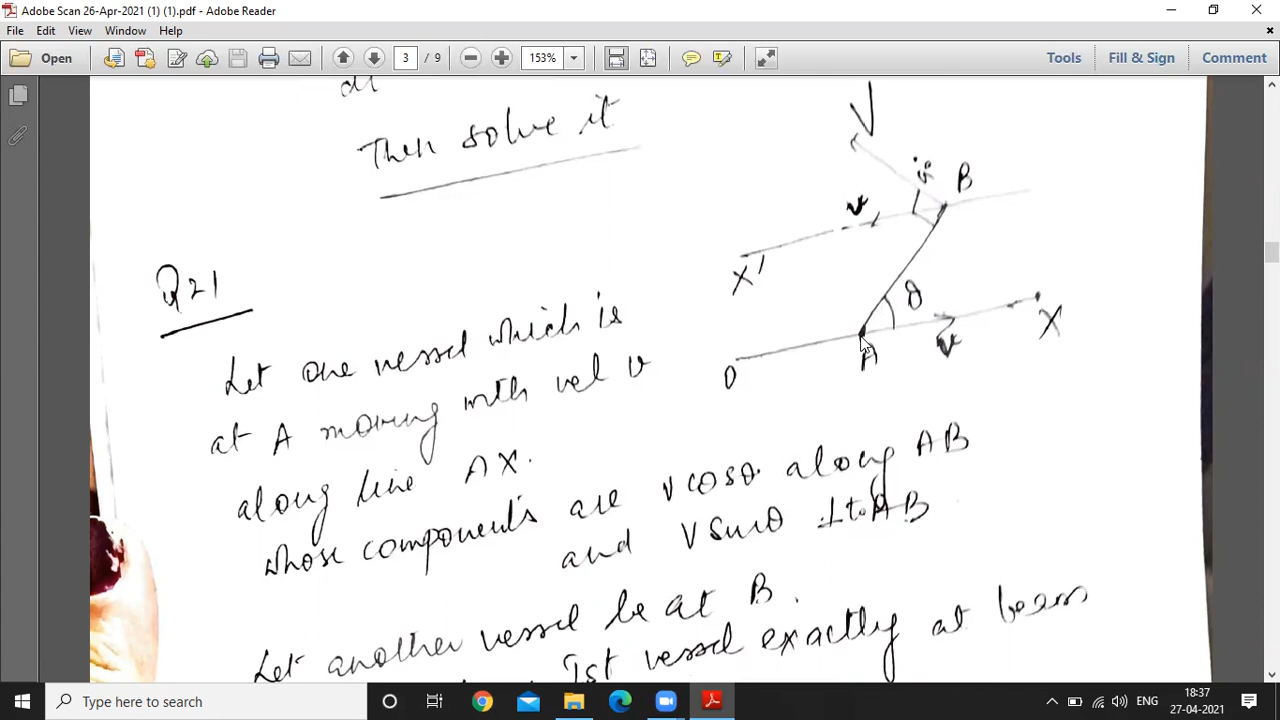 Adobe Scan 26-Apr-2021 (1) (1).pdf - Adobe Reader
File Edit View Window Help
Open 3 / 9 153% Tools Fill & Sign Comment
Then solve it
V
B
v
X'
θ
X
v
A
O
Q21
Let one vessel which is
at A moving with vel v
along line AX.
whose components are v cosθ along AB
and v sinθ ⊥ to AB
Let another vessel be at B.
Ist vessel exactly at
Type here to search
ENG
18:37
27-04-2021